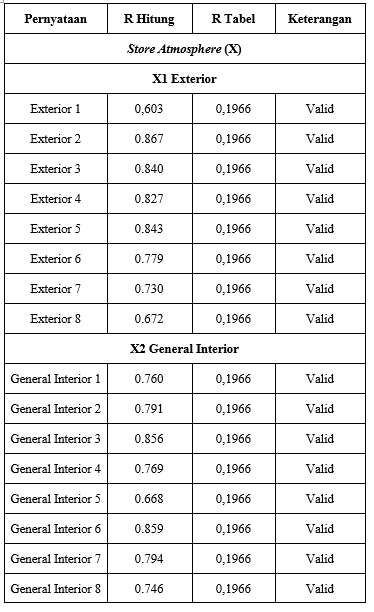 Pernyataan R Hitung R Tabel Keterangan
Store Atmosphere (X)
X1 Exterior
Exterior 1 0,603 0,1966 Valid
Exterior 2 0.867 0,1966 Valid
Exterior 3 0.840 0,1966 Valid
Exterior 4 0.827 0,1966 Valid
Exterior 5 0.843 0,1966 Valid
Exterior 6 0.779 0,1966 Valid
Exterior 7 0.730 0,1966 Valid
Exterior 8 0.672 0,1966 Valid
X2 General Interior
General Interior 1 0.760 0,1966 Valid
General Interior 2 0.791 0,1966 Valid
General Interior 3 0.856 0,1966 Valid
General Interior 4 0.769 0,1966 Valid
General Interior 5 0.668 0,1966 Valid
General Interior 6 0.859 0,1966 Valid
General Interior 7 0.794 0,1966 Valid
General Interior 8 0.746 0,1966 Valid